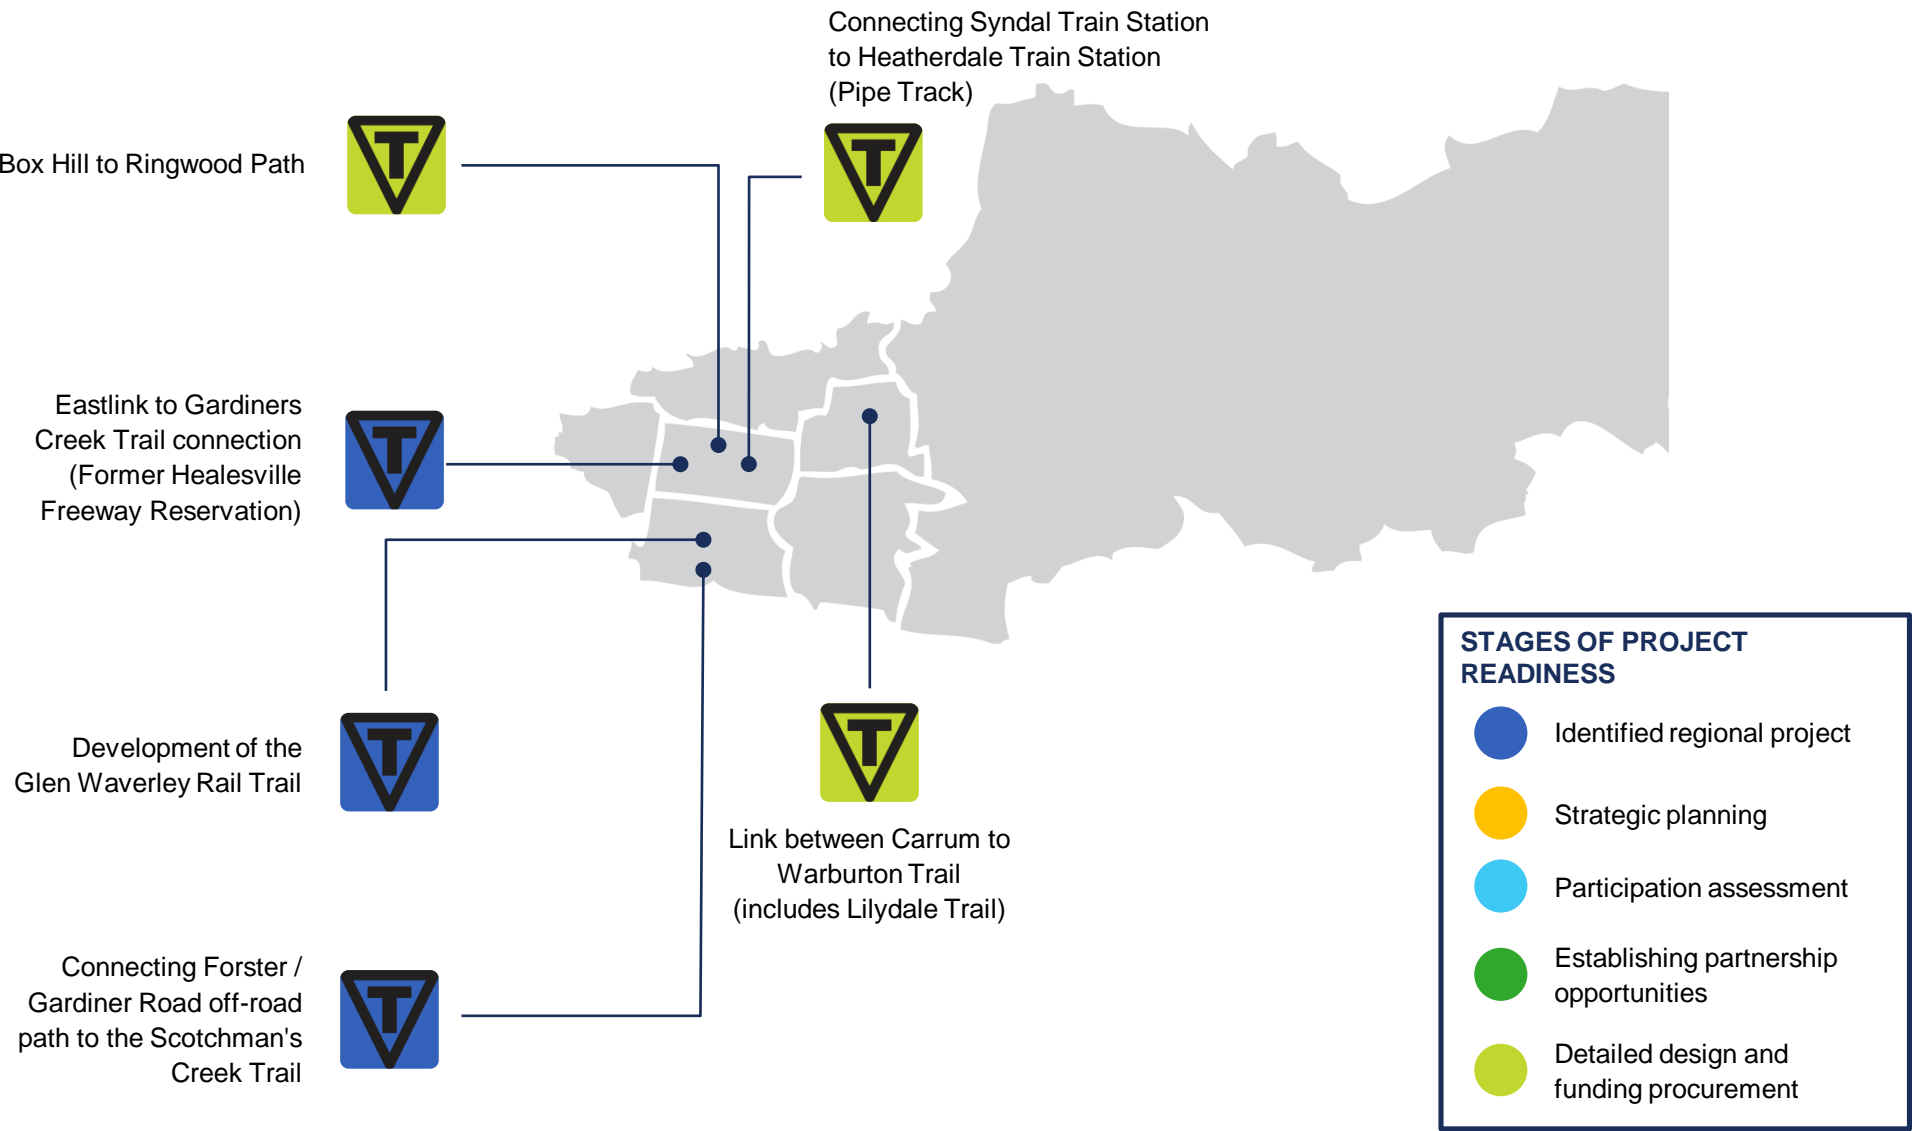 Connecting Syndal Train Station
to Heatherdale Train Station
(Pipe Track)
T
Box Hill to Ringwood Path
T
Eastlink to Gardiners
Creek Trail connection
(Former Healesville
Freeway Reservation)
T
Development of the
Glen Waverley Rail Trail
T
T
Link between Carrum to
Warburton Trail
(includes Lilydale Trail)
Connecting Forster /
Gardiner Road off-road
path to the Scotchman's
Creek Trail
T
STAGES OF PROJECT
READINESS
Identified regional project
Strategic planning
Participation assessment
Establishing partnership
opportunities
Detailed design and
funding procurement